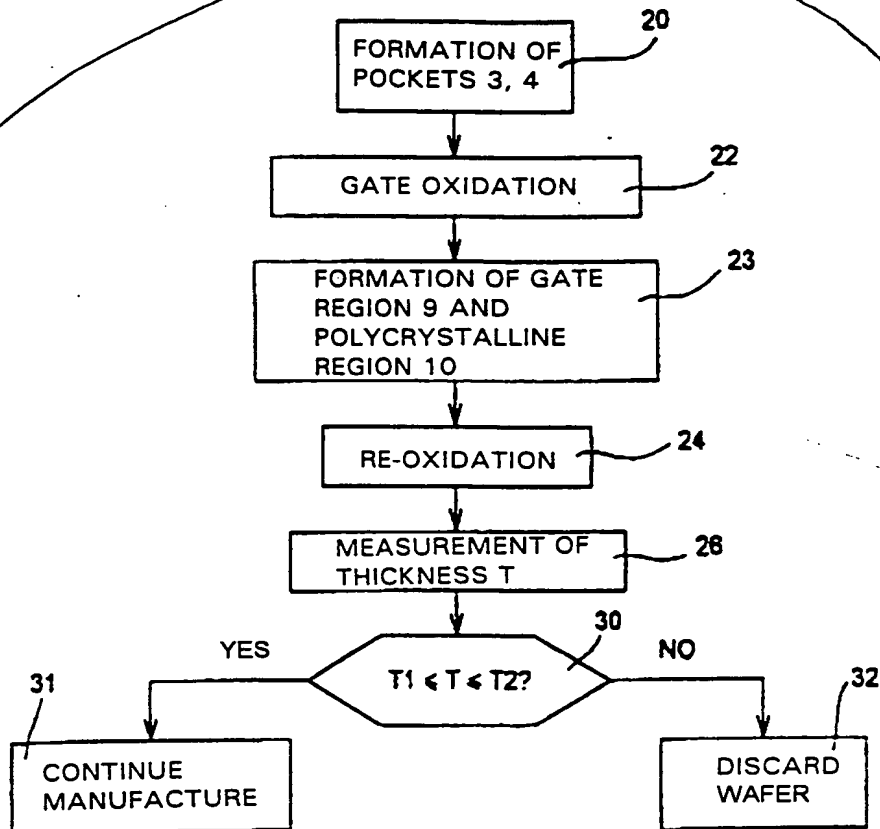 20
FORMATION OF
POCKETS 3, 4
22
GATE OXIDATION
23
FORMATION OF GATE
REGION 9 AND
POLYCRYSTALLINE
REGION 10
24
RE-OXIDATION
26
MEASUREMENT OF
THICKNESS T
30
YES
T1 ≤ T ≤ T2?
NO
31
32
CONTINUE
MANUFACTURE
DISCARD
WAFER